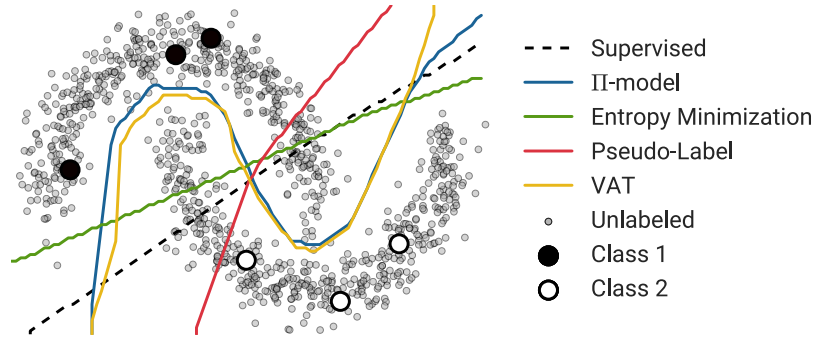 Supervised
Π-model
Entropy Minimization
Pseudo-Label
VAT
Unlabeled
Class 1
Class 2